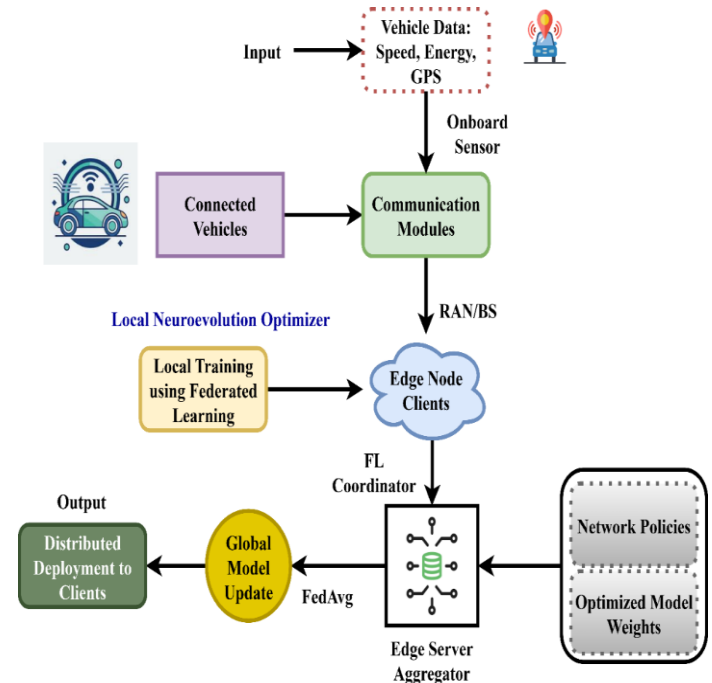 Input
Vehicle Data:
Speed, Energy,
GPS
Onboard
Sensor
Connected
Vehicles
Communication
Modules
RAN/BS
Local Neuroevolution Optimizer
Local Training
using Federated
Learning
Edge Node
Clients
FL
Coordinator
Output
Distributed
Deployment to
Clients
Global
Model
Update
FedAvg
Edge Server
Aggregator
Network Policies
Optimized Model
Weights